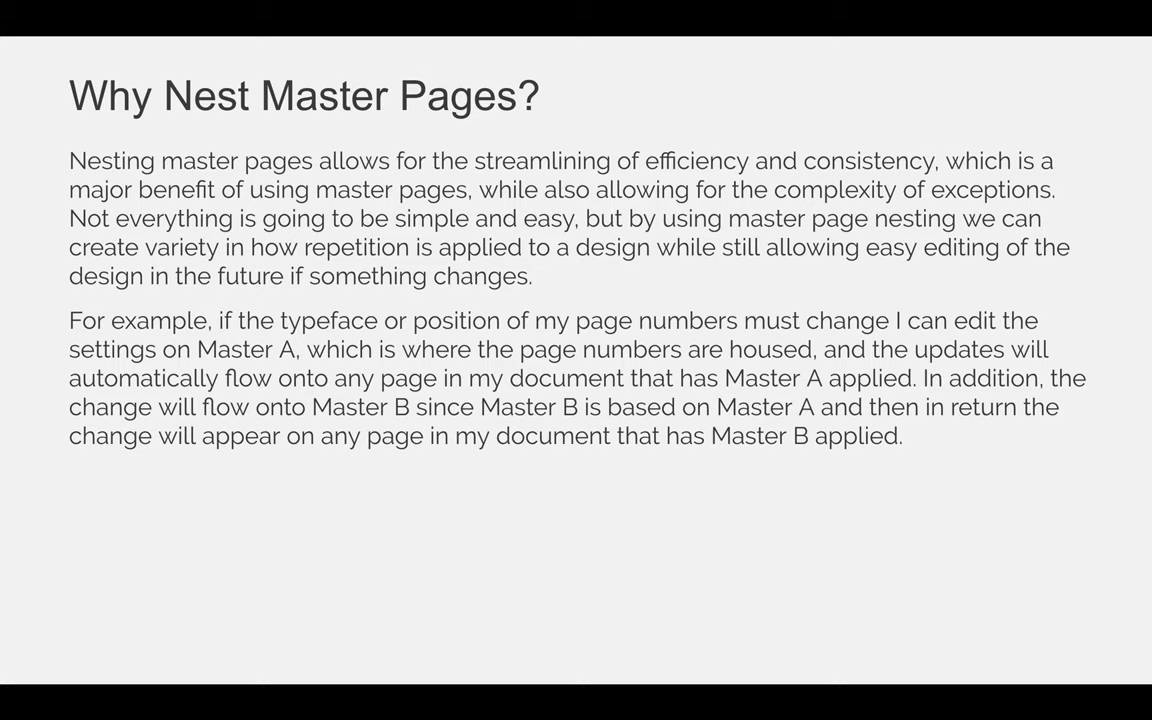 Why Nest Master Pages?
Nesting master pages allows for the streamlining of efficiency and consistency, which is a
major benefit of using master pages, while also allowing for the complexity of exceptions.
Not everything is going to be simple and easy, but by using master page nesting we can
create variety in how repetition is applied to a design while still allowing easy editing of the
design in the future if something changes.
For example, if the typeface or position of my page numbers must change I can edit the
settings on Master A, which is where the page numbers are housed, and the updates will
automatically flow onto any page in my document that has Master A applied. In addition, the
change will flow onto Master B since Master B is based on Master A and then in return the
change will appear on any page in my document that has Master B applied.